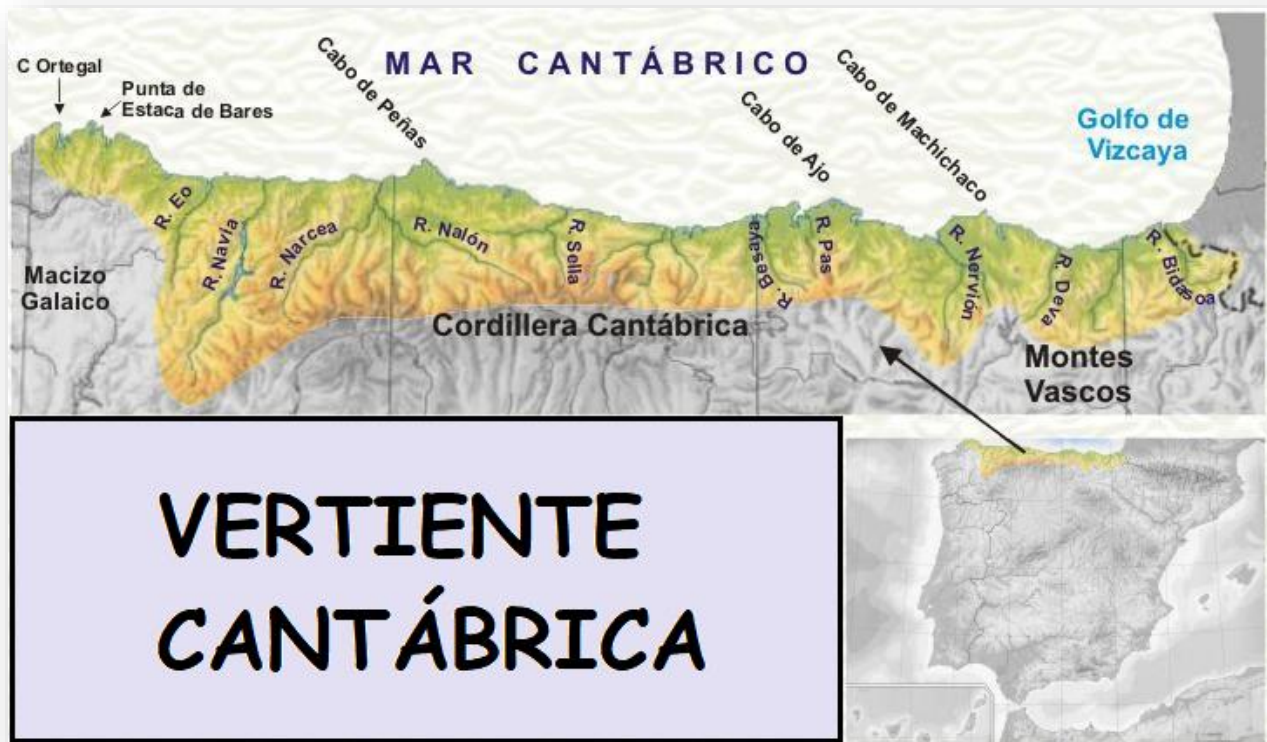 MAR CANTÁBRICO
C Ortegal
Punta de
Estaca de Bares
Cabo de Peñas
Cabo de Ajo
Cabo de Machichaco
Golfo de
Vizcaya
R. Eo
R. Navia
R. Narcea
R. Nalón
R. Sella
R. Besaya
R. Pas
R. Nervión
R Deva
R. Bidasoa
Macizo
Galaico
Cordillera Cantábrica
Montes
Vascos
VERTIENTE
CANTÁBRICA